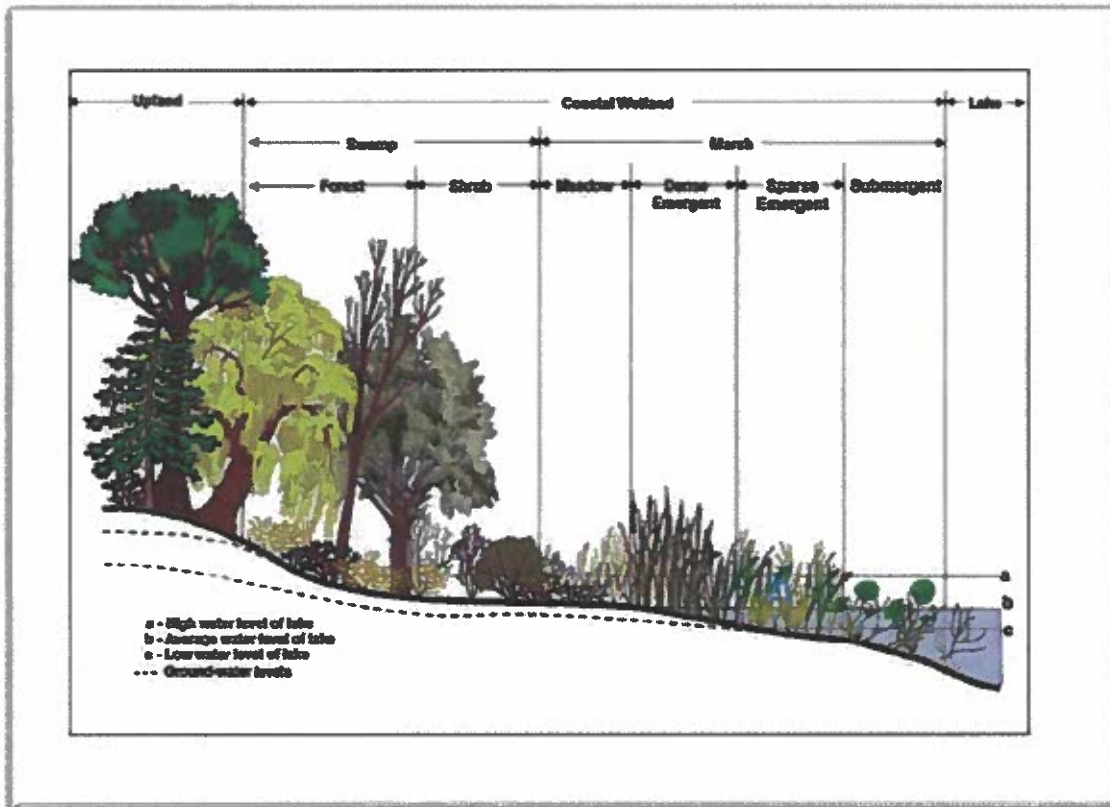 Upland Coastal Wetland Lake
Swamp Marsh
Forest Shrub Meadow Dense Emergent Sparse Emergent Submergent
a
b
c
a - High water level of lake
b - Average water level of lake
c - Low water level of lake
---- Ground-water levels